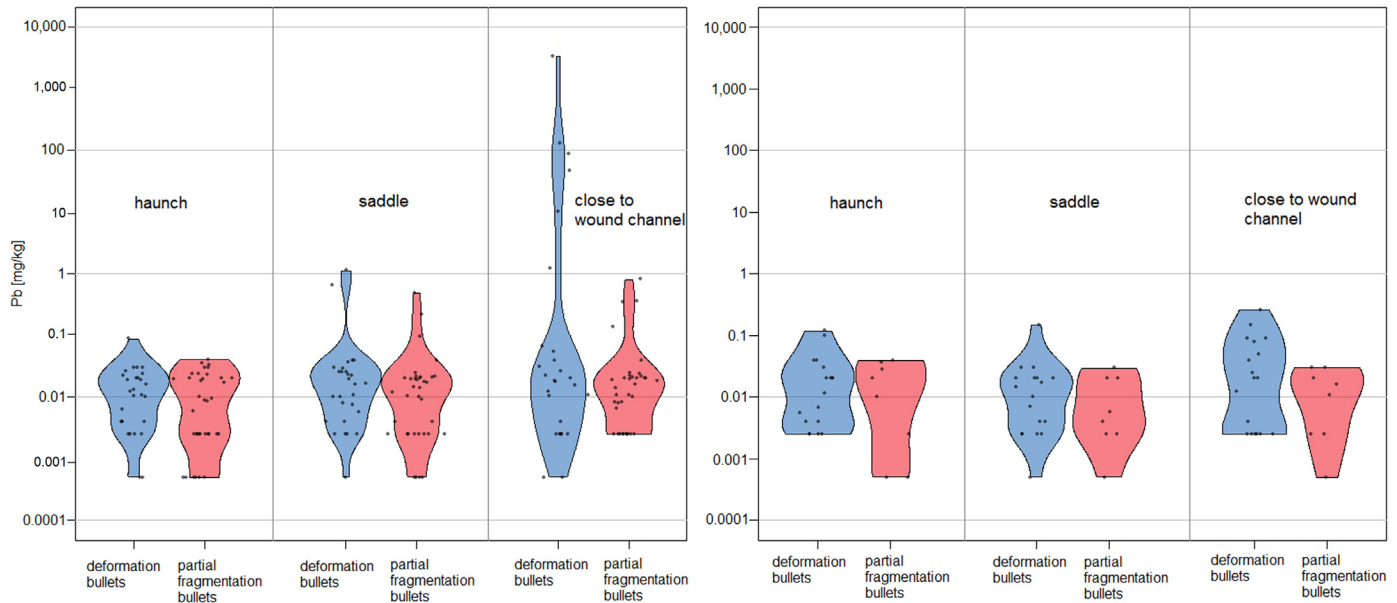 10,000
1,000
100
10
1
0.1
0.01
0.001
0.0001
Pb [mg/kg]
haunch
saddle
close to
wound channel
deformation
bullets
partial
fragmentation
bullets
deformation
bullets
partial
fragmentation
bullets
deformation
bullets
partial
fragmentation
bullets
10,000
1,000
100
10
1
0.1
0.01
0.001
0.0001
haunch
saddle
close to wound
channel
deformation
bullets
partial
fragmentation
bullets
deformation
bullets
partial
fragmentation
bullets
deformation
bullets
partial
fragmentation
bullets